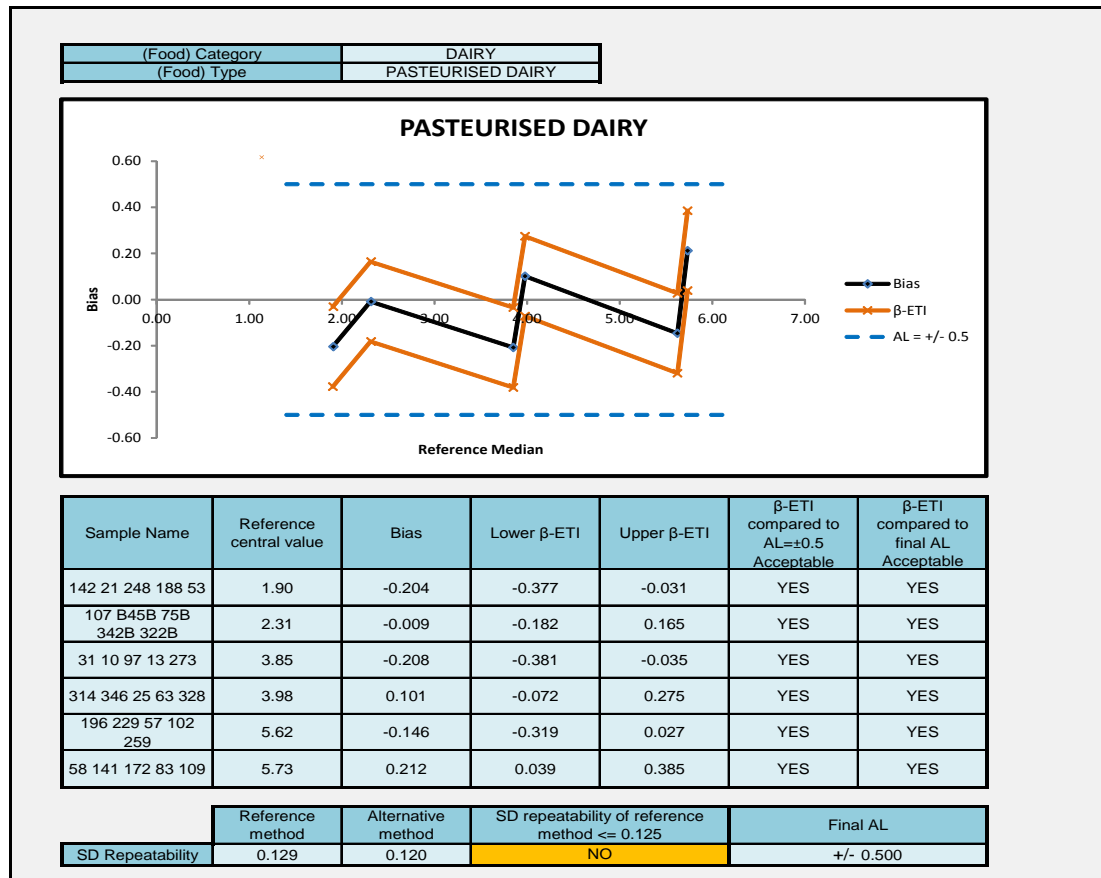 (Food) Category DAIRY
(Food) Type PASTEURISED DAIRY
PASTEURISED DAIRY
0.60
0.40
0.20
0.00
-0.20
-0.40
-0.60
Bias
0.00 1.00 2.00 3.00 4.00 5.00 6.00 7.00
Reference Median
Bias
β-ETI
AL = +/- 0.5
Sample Name Reference central value Bias Lower β-ETI Upper β-ETI β-ETI compared to AL=±0.5 Acceptable β-ETI compared to final AL Acceptable
142 21 248 188 53 1.90 -0.204 -0.377 -0.031 YES YES
107 B45B 75B 342B 322B 2.31 -0.009 -0.182 0.165 YES YES
31 10 97 13 273 3.85 -0.208 -0.381 -0.035 YES YES
314 346 25 63 328 3.98 0.101 -0.072 0.275 YES YES
196 229 57 102 259 5.62 -0.146 -0.319 0.027 YES YES
58 141 172 83 109 5.73 0.212 0.039 0.385 YES YES
Reference method Alternative method SD repeatability of reference method <= 0.125 Final AL
SD Repeatability 0.129 0.120 NO +/- 0.500